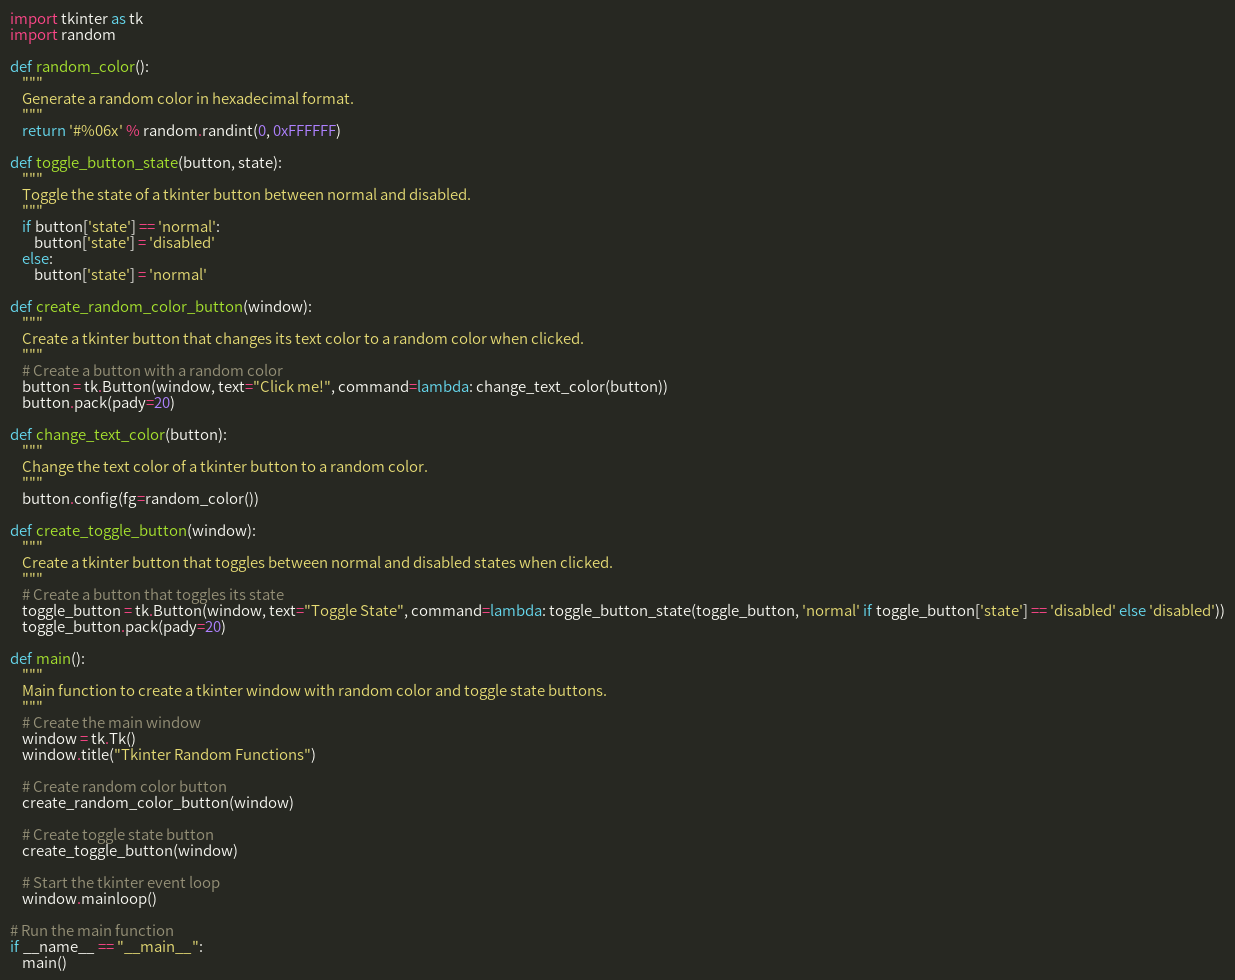 import tkinter as tk
import random

def random_color():
    """
    Generate a random color in hexadecimal format.
    """
    return '#%06x' % random.randint(0, 0xFFFFFF)

def toggle_button_state(button, state):
    """
    Toggle the state of a tkinter button between normal and disabled.
    """
    if button['state'] == 'normal':
        button['state'] = 'disabled'
    else:
        button['state'] = 'normal'

def create_random_color_button(window):
    """
    Create a tkinter button that changes its text color to a random color when clicked.
    """
    # Create a button with a random color
    button = tk.Button(window, text="Click me!", command=lambda: change_text_color(button))
    button.pack(pady=20)

def change_text_color(button):
    """
    Change the text color of a tkinter button to a random color.
    """
    button.config(fg=random_color())

def create_toggle_button(window):
    """
    Create a tkinter button that toggles between normal and disabled states when clicked.
    """
    # Create a button that toggles its state
    toggle_button = tk.Button(window, text="Toggle State", command=lambda: toggle_button_state(toggle_button, 'normal' if toggle_button['state'] == 'disabled' else 'disabled'))
    toggle_button.pack(pady=20)

def main():
    """
    Main function to create a tkinter window with random color and toggle state buttons.
    """
    # Create the main window
    window = tk.Tk()
    window.title("Tkinter Random Functions")

    # Create random color button
    create_random_color_button(window)

    # Create toggle state button
    create_toggle_button(window)

    # Start the tkinter event loop
    window.mainloop()

# Run the main function
if __name__ == "__main__":
    main()